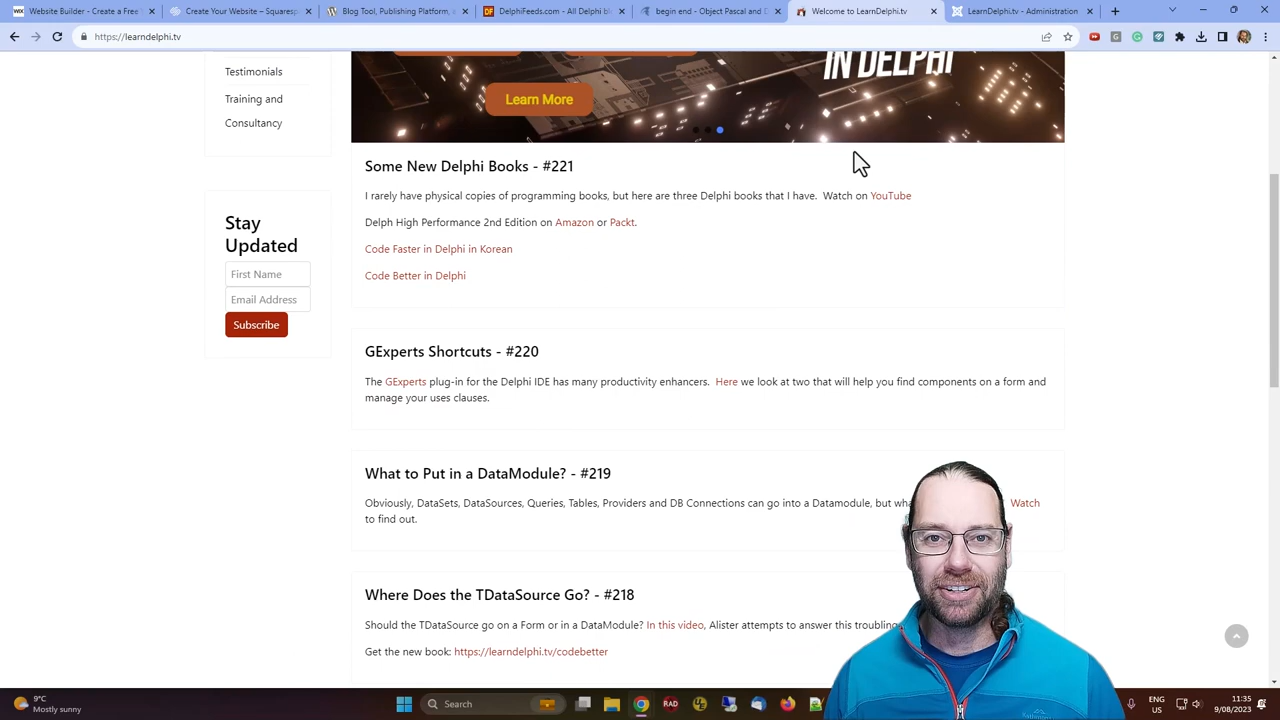 Website Builder - Create a Free
Create Your Website – Squaresp
Blog Tool, Publishing Platform,
DelphiFeeds.com - All Delphi bl
begin end - Object Pascal and D
Welcome to LearnDelphi.tv
Administration
https://learndelphi.tv
Testimonials
Training and
Consultancy
Stay
Updated
First Name
Email Address
Subscribe
IN DELPHI
Learn More
Some New Delphi Books - #221
I rarely have physical copies of programming books, but here are three Delphi books that I have. Watch on YouTube
Delph High Performance 2nd Edition on Amazon or Packt.
Code Faster in Delphi in Korean
Code Better in Delphi
GExperts Shortcuts - #220
The GExperts plug-in for the Delphi IDE has many productivity enhancers. Here we look at two that will help you find components on a form and
manage your uses clauses.
What to Put in a DataModule? - #219
Obviously, DataSets, DataSources, Queries, Tables, Providers and DB Connections can go into a Datamodule, but Watch
to find out.
Where Does the TDataSource Go? - #218
Should the TDataSource go on a Form or in a DataModule? In this video, Alister attempts to answer this troubling
Get the new book: https://learndelphi.tv/codebetter
9°C
Mostly sunny
Search
RAD
ENG
US
11:35
9/08/2023